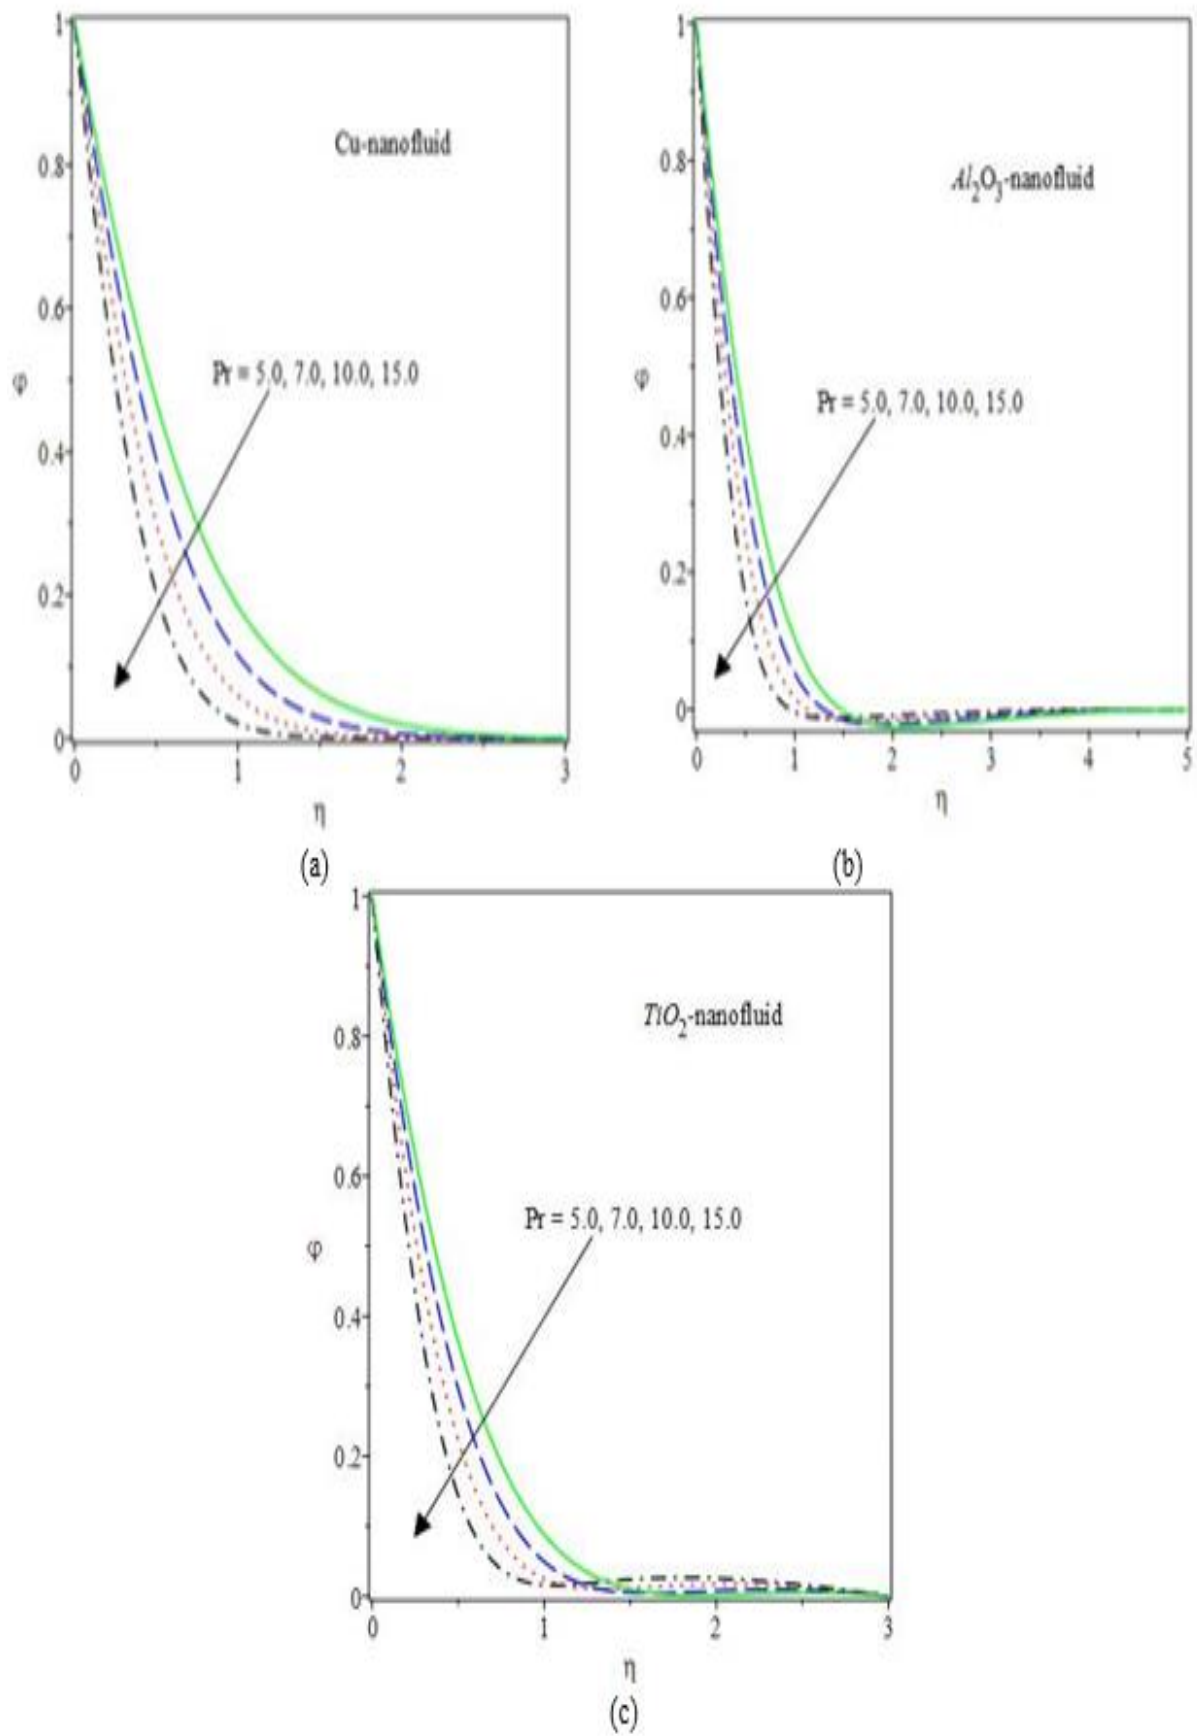 1
Cu-nanofluid
0.8
0.6
Pr = 5.0, 7.0, 10.0, 15.0
φ
0.4
0.2
0
0 1 2 3
η
(a)
1
Al₂O₃-nanofluid
0.8
0.6
φ
Pr = 5.0, 7.0, 10.0, 15.0
0.4
0.2
0
0 1 2 3 4 5
η
(b)
1
TiO₂-nanofluid
0.8
0.6
Pr = 5.0, 7.0, 10.0, 15.0
φ
0.4
0.2
0
0 1 2 3
η
(c)